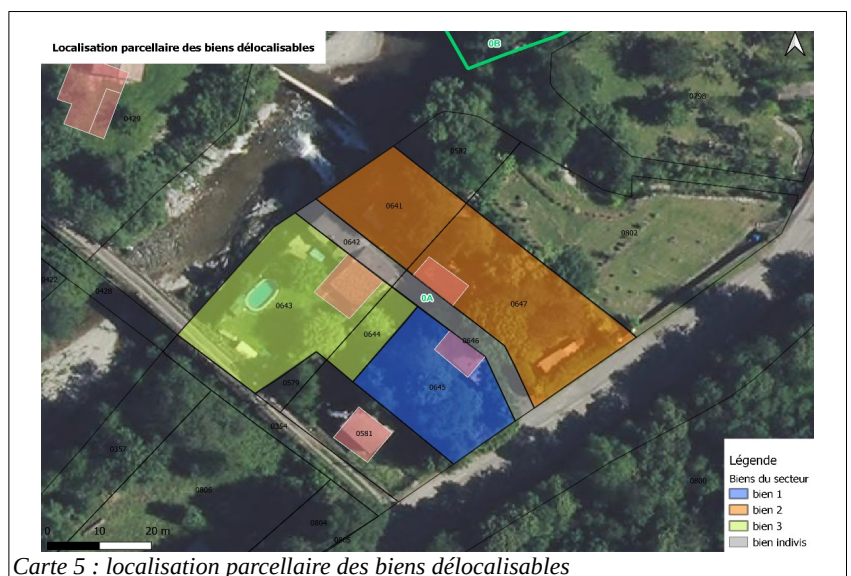 Localisation parcellaire des biens délocalisables
0B
0429
0798
0582
0641
0802
0642
0422
0428
0643
0A
0647
0644
0646
0579
0645
0354
0581
0357
0806
0800
0804
0805
0 10 20 m
Légende
Biens du secteur
bien 1
bien 2
bien 3
bien indivis
Carte 5 : localisation parcellaire des biens délocalisables